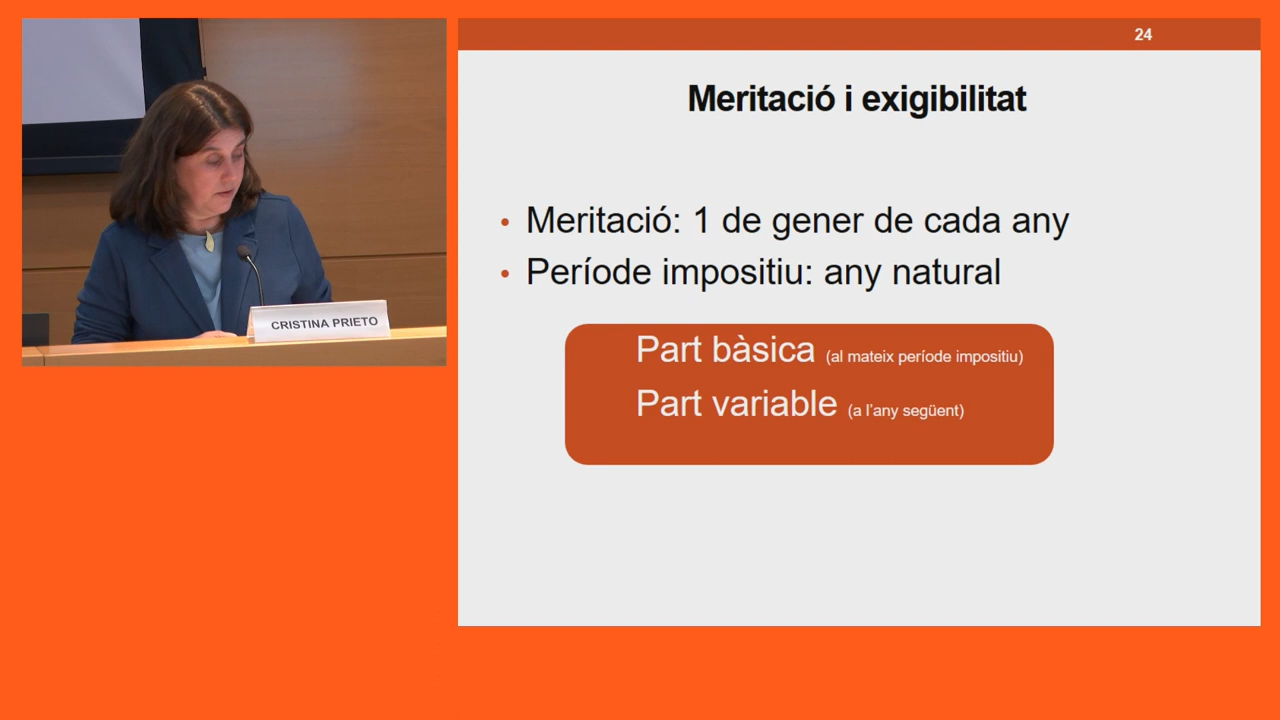 CRISTINA PRIETO
24
Meritació i exigibilitat
• Meritació: 1 de gener de cada any
• Període impositiu: any natural
Part bàsica (al mateix període impositiu)
Part variable (a l'any següent)